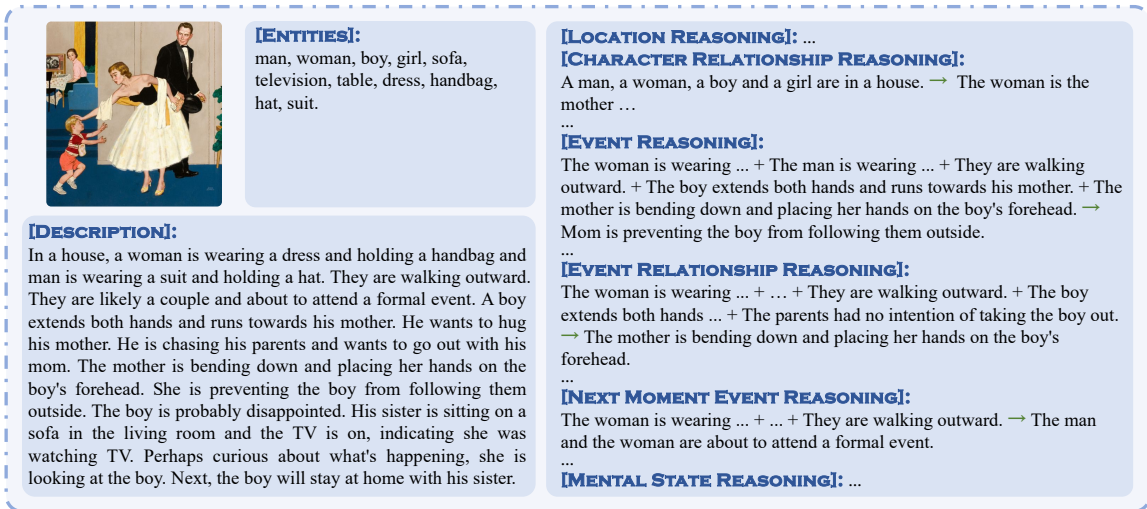 [ENTITIES]:
man, woman, boy, girl, sofa,
television, table, dress, handbag,
hat, suit.
[DESCRIPTION]:
In a house, a woman is wearing a dress and holding a handbag and
man is wearing a suit and holding a hat. They are walking outward.
They are likely a couple and about to attend a formal event. A boy
extends both hands and runs towards his mother. He wants to hug
his mother. He is chasing his parents and wants to go out with his
mom. The mother is bending down and placing her hands on the
boy's forehead. She is preventing the boy from following them
outside. The boy is probably disappointed. His sister is sitting on a
sofa in the living room and the TV is on, indicating she was
watching TV. Perhaps curious about what's happening, she is
looking at the boy. Next, the boy will stay at home with his sister.
[LOCATION REASONING]: ...
[CHARACTER RELATIONSHIP REASONING]:
A man, a woman, a boy and a girl are in a house. → The woman is the
mother …
...
[EVENT REASONING]:
The woman is wearing ... + The man is wearing ... + They are walking
outward. + The boy extends both hands and runs towards his mother. + The
mother is bending down and placing her hands on the boy's forehead. →
Mom is preventing the boy from following them outside.
...
[EVENT RELATIONSHIP REASONING]:
The woman is wearing ... + … + They are walking outward. + The boy
extends both hands ... + The parents had no intention of taking the boy out.
→ The mother is bending down and placing her hands on the boy's
forehead.
...
[NEXT MOMENT EVENT REASONING]:
The woman is wearing ... + ... + They are walking outward. → The man
and the woman are about to attend a formal event.
...
[MENTAL STATE REASONING]: ...